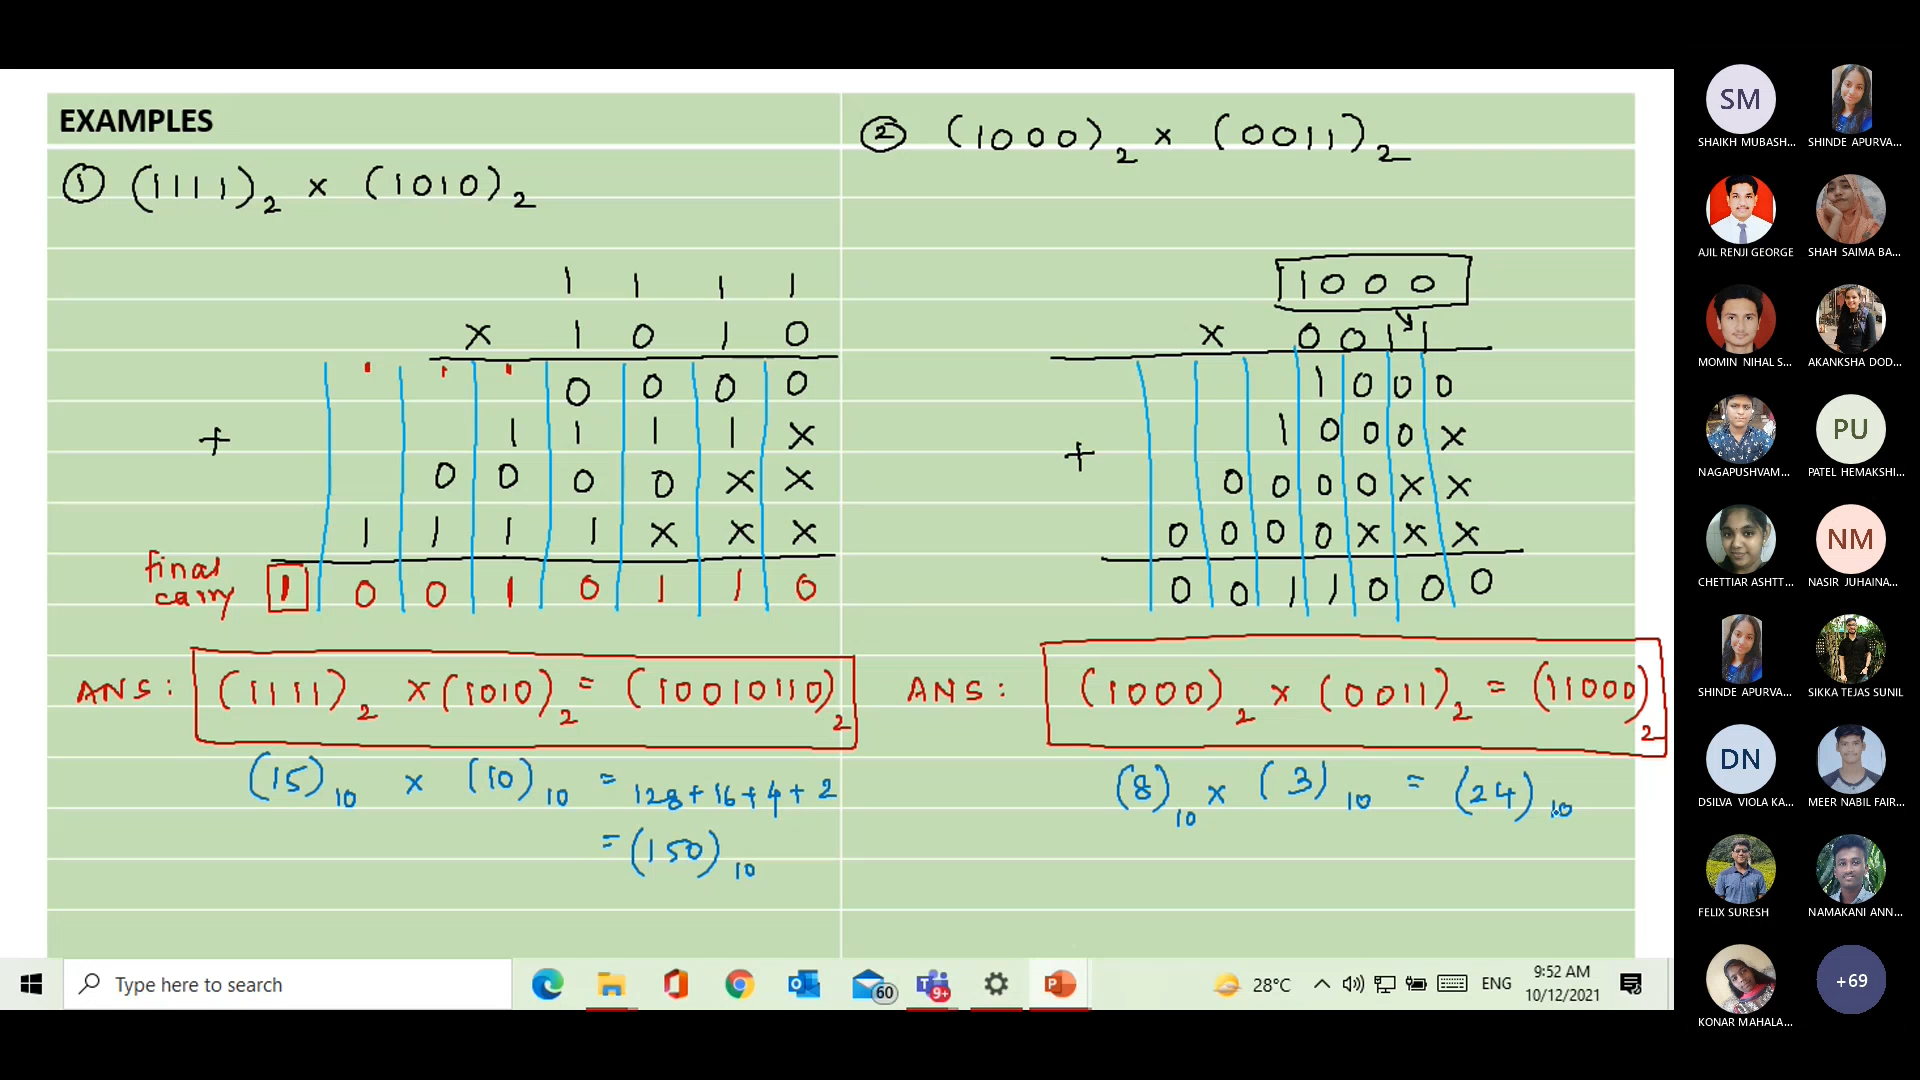 EXAMPLES
① (1111)₂ × (1010)₂
1 1 1 1
× 1 0 1 0
0 0 0 0
+ 1 1 1 1 ×
0 0 0 0 × ×
1 1 1 1 × × ×
final carry 1 0 0 1 0 1 1 0
ANS: (1111)₂ × (1010)₂ = (10010110)₂
(15)₁₀ × (10)₁₀ = 128+16+4+2
= (150)₁₀
② (1000)₂ × (0011)₂
1000
× 0 0 1 1
1 0 0 0
+ 1 0 0 0 ×
0 0 0 0 × ×
0 0 0 0 × × ×
0 0 1 1 0 0 0
ANS: (1000)₂ × (0011)₂ = (11000)₂
(8)₁₀ × (3)₁₀ = (24)₁₀
SM
SHAIKH MUBASH...
SHINDE APURVA...
AJIL RENJI GEORGE
SHAH SAIMA BA...
MOMIN NIHAL S...
AKANKSHA DOD...
NAGAPUSHVAM...
PU
PATEL HEMAKSHI...
CHETTIAR ASHTT...
NM
NASIR JUHAINA...
SHINDE APURVA...
SIKKA TEJAS SUNIL
DN
DSILVA VIOLA KA...
MEER NABIL FAIR...
FELIX SURESH
NAMAKANI ANN...
KONAR MAHALA...
+69
Type here to search
60
9+
28°C
ENG
9:52 AM
10/12/2021